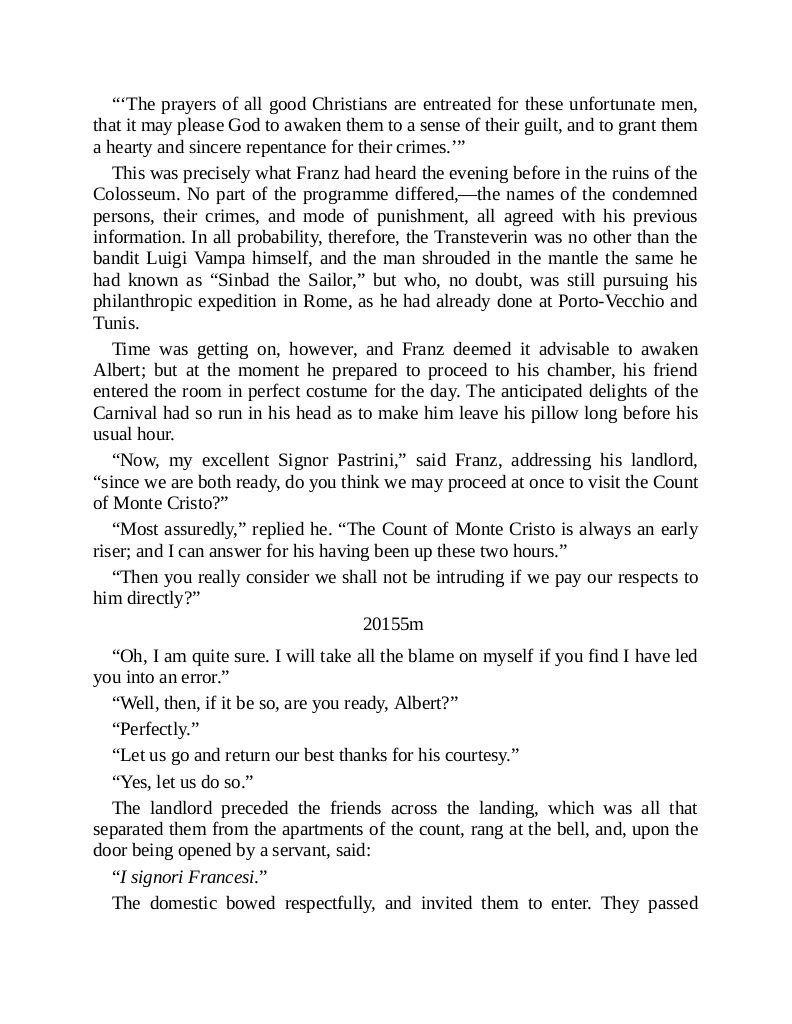 “‘The prayers of all good Christians are entreated for these unfortunate men,
that it may please God to awaken them to a sense of their guilt, and to grant them
a hearty and sincere repentance for their crimes.’”
This was precisely what Franz had heard the evening before in the ruins of the
Colosseum. No part of the programme differed,—the names of the condemned
persons, their crimes, and mode of punishment, all agreed with his previous
information. In all probability, therefore, the Transteverin was no other than the
bandit Luigi Vampa himself, and the man shrouded in the mantle the same he
had known as “Sinbad the Sailor,” but who, no doubt, was still pursuing his
philanthropic expedition in Rome, as he had already done at Porto-Vecchio and
Tunis.
Time was getting on, however, and Franz deemed it advisable to awaken
Albert; but at the moment he prepared to proceed to his chamber, his friend
entered the room in perfect costume for the day. The anticipated delights of the
Carnival had so run in his head as to make him leave his pillow long before his
usual hour.
“Now, my excellent Signor Pastrini,” said Franz, addressing his landlord,
“since we are both ready, do you think we may proceed at once to visit the Count
of Monte Cristo?”
“Most assuredly,” replied he. “The Count of Monte Cristo is always an early
riser; and I can answer for his having been up these two hours.”
“Then you really consider we shall not be intruding if we pay our respects to
him directly?”
20155m
“Oh, I am quite sure. I will take all the blame on myself if you find I have led
you into an error.”
“Well, then, if it be so, are you ready, Albert?”
“Perfectly.”
“Let us go and return our best thanks for his courtesy.”
“Yes, let us do so.”
The landlord preceded the friends across the landing, which was all that
separated them from the apartments of the count, rang at the bell, and, upon the
door being opened by a servant, said:
“I signori Francesi.”
The domestic bowed respectfully, and invited them to enter. They passed